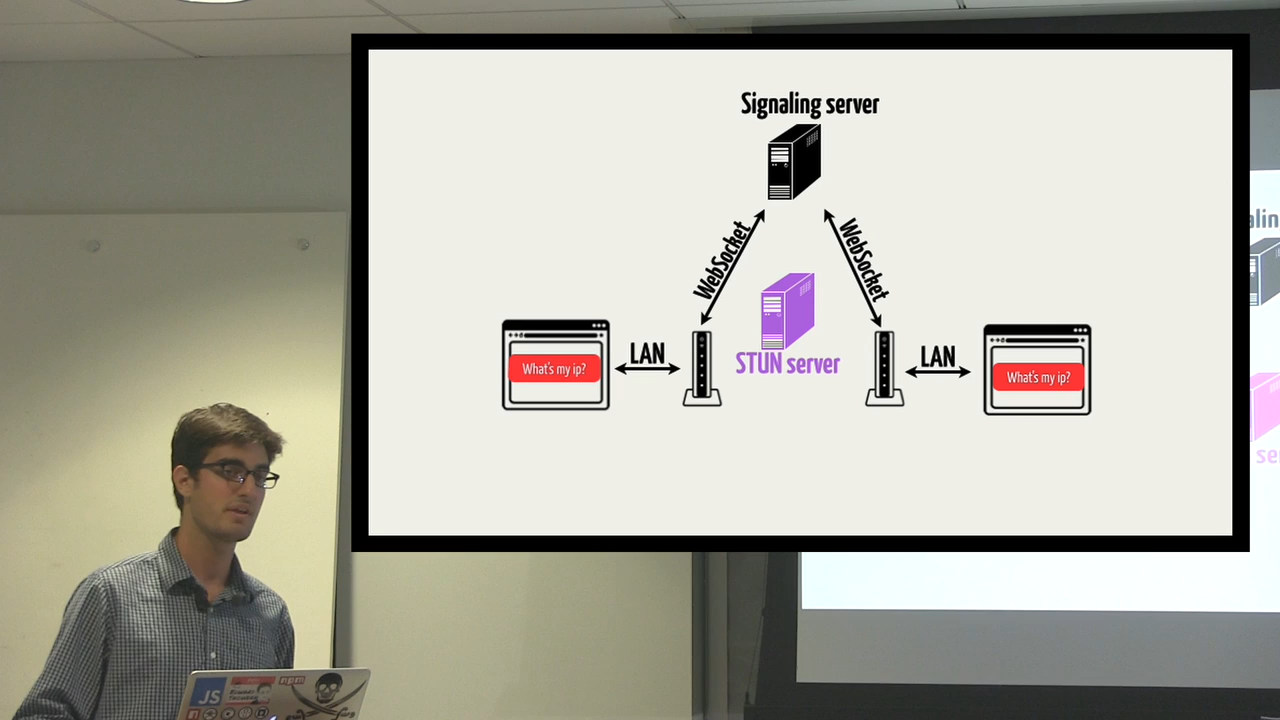 Signaling server
WebSocket
WebSocket
STUN server
LAN
LAN
What's my ip?
What's my ip?
JS
npm